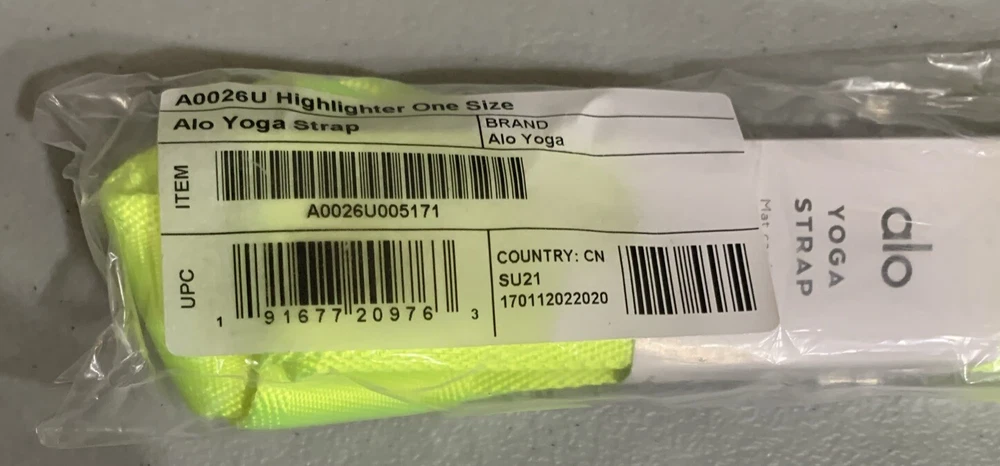 A0026U Highlighter One Size
Alo Yoga Strap
BRAND
Alo Yoga
ITEM
A0026U005171
UPC
1 91677 20976 3
COUNTRY: CN
SU21
170112022020
alo
YOGA
STRAP
Mat